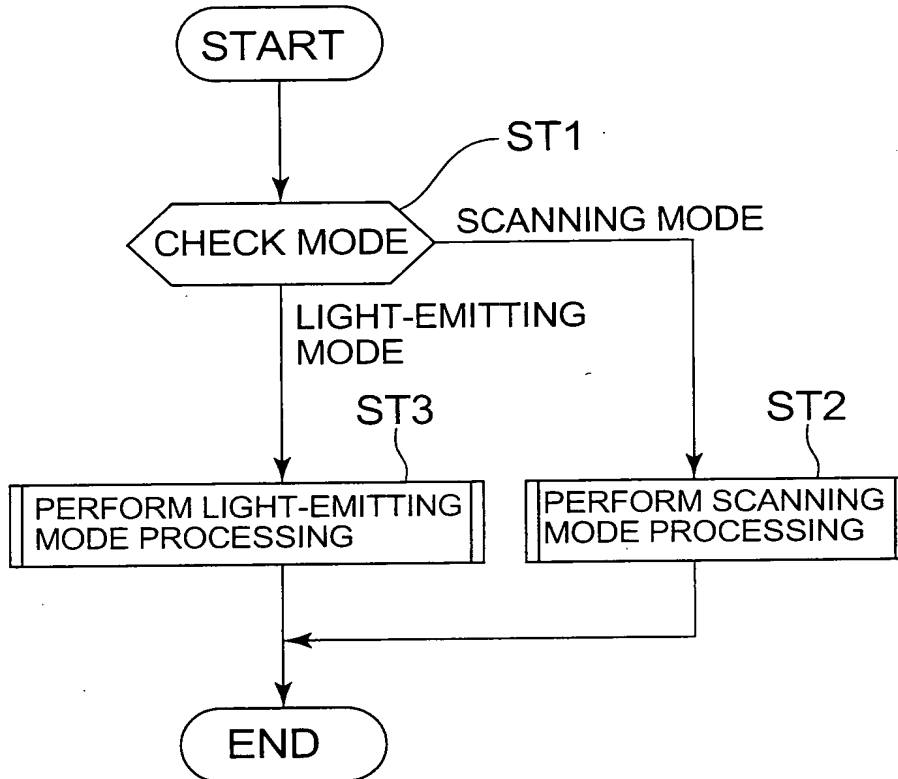 START
ST1
CHECK MODE
SCANNING MODE
LIGHT-EMITTING
MODE
ST3
ST2
PERFORM LIGHT-EMITTING
MODE PROCESSING
PERFORM SCANNING
MODE PROCESSING
END